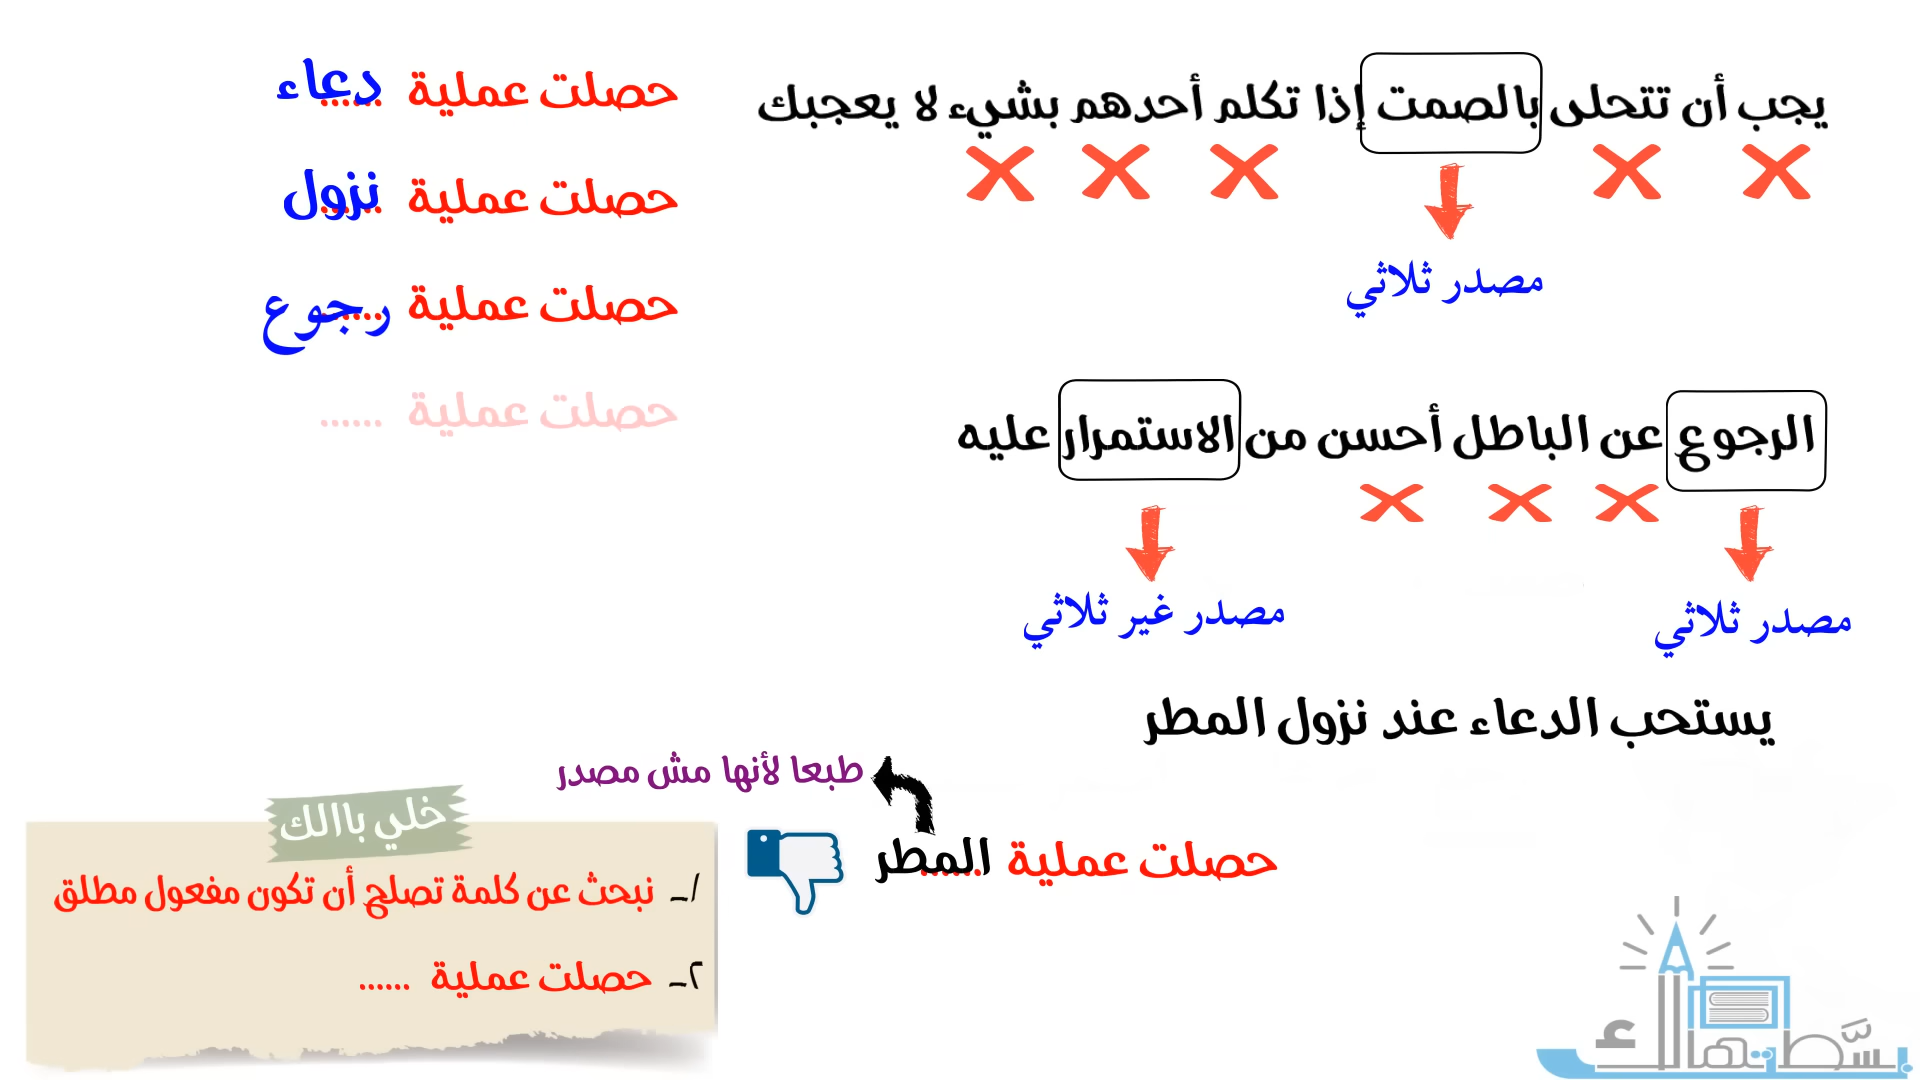 يجب أن تتحلى بالصمت إذا تكلم أحدهم بشيء لا يعجبك
مصدر ثلاثي
الرجوع عن الباطل أحسن من الاستمرار عليه
مصدر ثلاثي
مصدر غير ثلاثي
يستحب الدعاء عند نزول المطر
طبعا لأنها مش مصدر
حصلت عملية المطر
حصلت عملية دعاء
حصلت عملية نزول
حصلت عملية رجوع
حصلت عملية ......
خلي باالك
١- نبحث عن كلمة تصلح أن تكون مفعول مطلق
٢- حصلت عملية ......
بسَّطتهالك